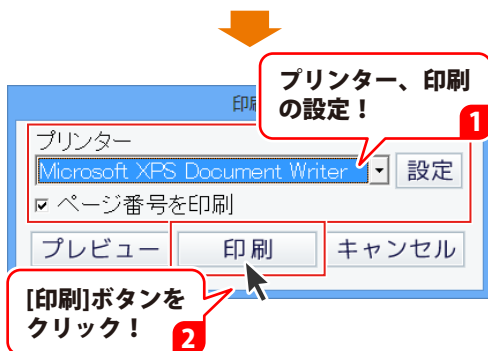 プリンター、印刷
の設定！
1
印刷
プリンター
Microsoft XPS Document Writer
設定
ページ番号を印刷
プレビュー
印刷
キャンセル
[印刷]ボタンを
クリック！
2